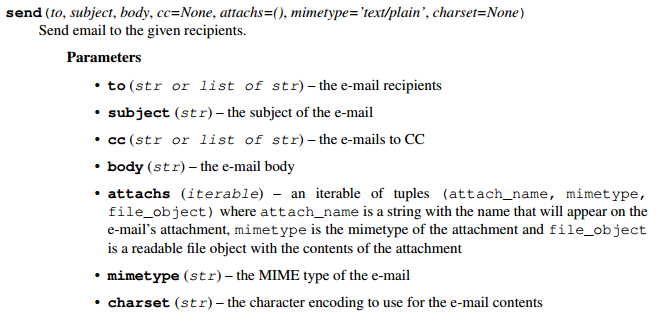 send(to, subject, body, cc=None, attachs=(), mimetype='text/plain', charset=None)
Send email to the given recipients.
Parameters
• to (str or list of str) – the e-mail recipients
• subject (str) – the subject of the e-mail
• cc (str or list of str) – the e-mails to CC
• body (str) – the e-mail body
• attachs (iterable) – an iterable of tuples (attach_name, mimetype,
file_object) where attach_name is a string with the name that will appear on the
e-mail's attachment, mimetype is the mimetype of the attachment and file_object
is a readable file object with the contents of the attachment
• mimetype (str) – the MIME type of the e-mail
• charset (str) – the character encoding to use for the e-mail contents